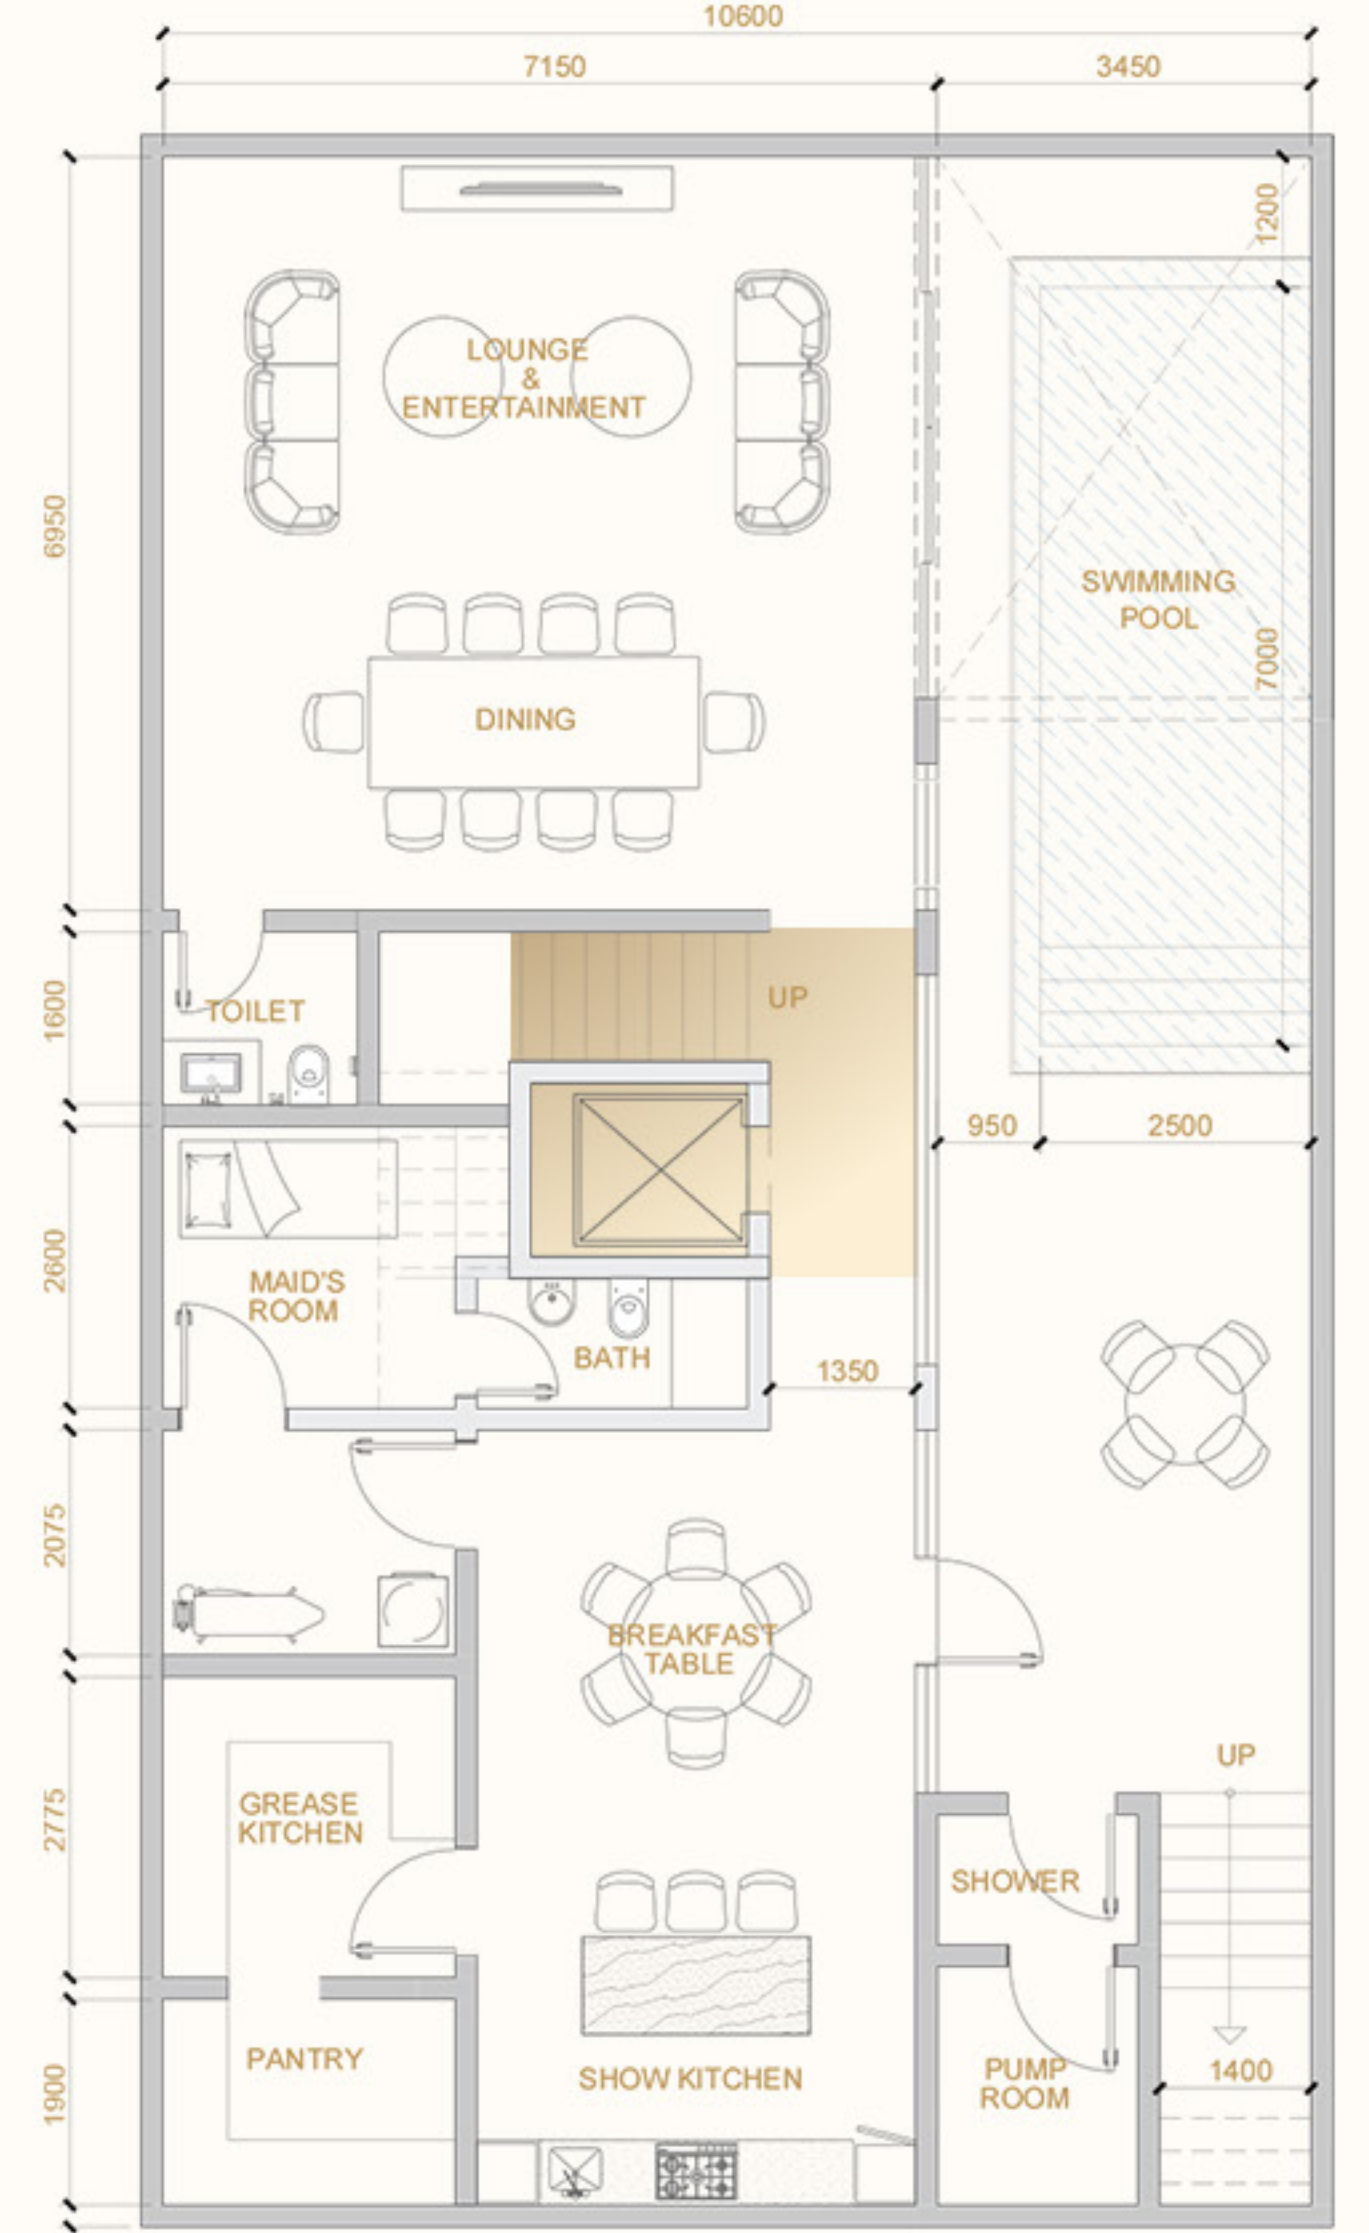 10600
7150
3450
1200
LOUNGE
&
ENTERTAINMENT
6950
SWIMMING
POOL
7000
DINING
1600
TOILET
UP
950
2500
2600
MAID'S
ROOM
BATH
1350
2075
BREAKFAST
TABLE
UP
2775
GREASE
KITCHEN
SHOWER
PANTRY
SHOW KITCHEN
PUMP
ROOM
1400
1900